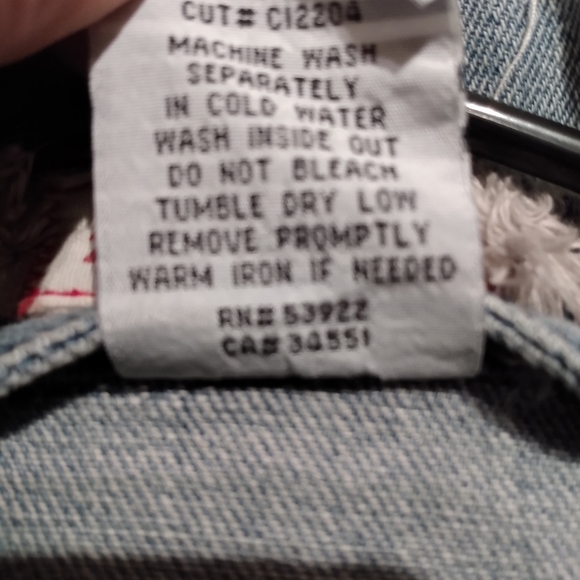 CUT# C12204
MACHINE WASH
SEPARATELY
IN COLD WATER
WASH INSIDE OUT
DO NOT BLEACH
TUMBLE DRY LOW
REMOVE PROMPTLY
WARM IRON IF NEEDED
RN# 53922
CA# 34551